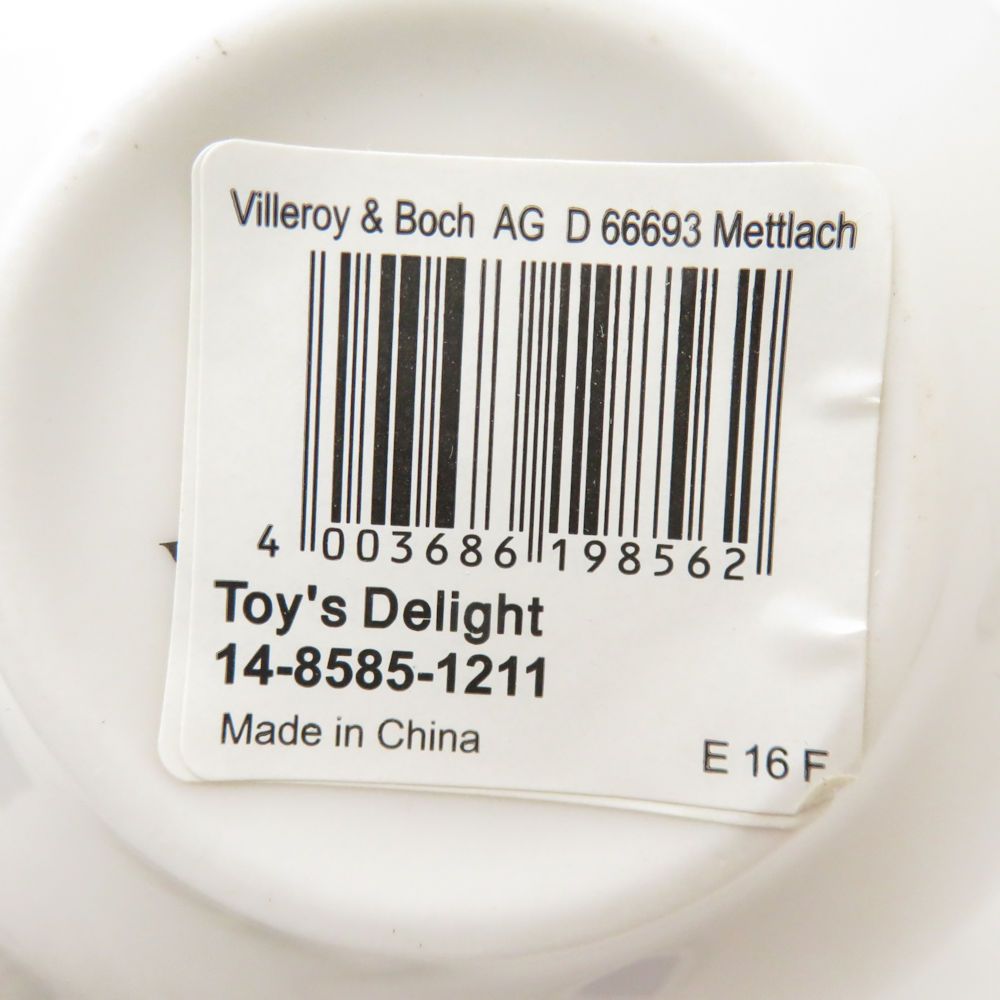 Villeroy & Boch AG D 66693 Mettlach
4 003686 198562
Toy's Delight
14-8585-1211
Made in China
E 16 F